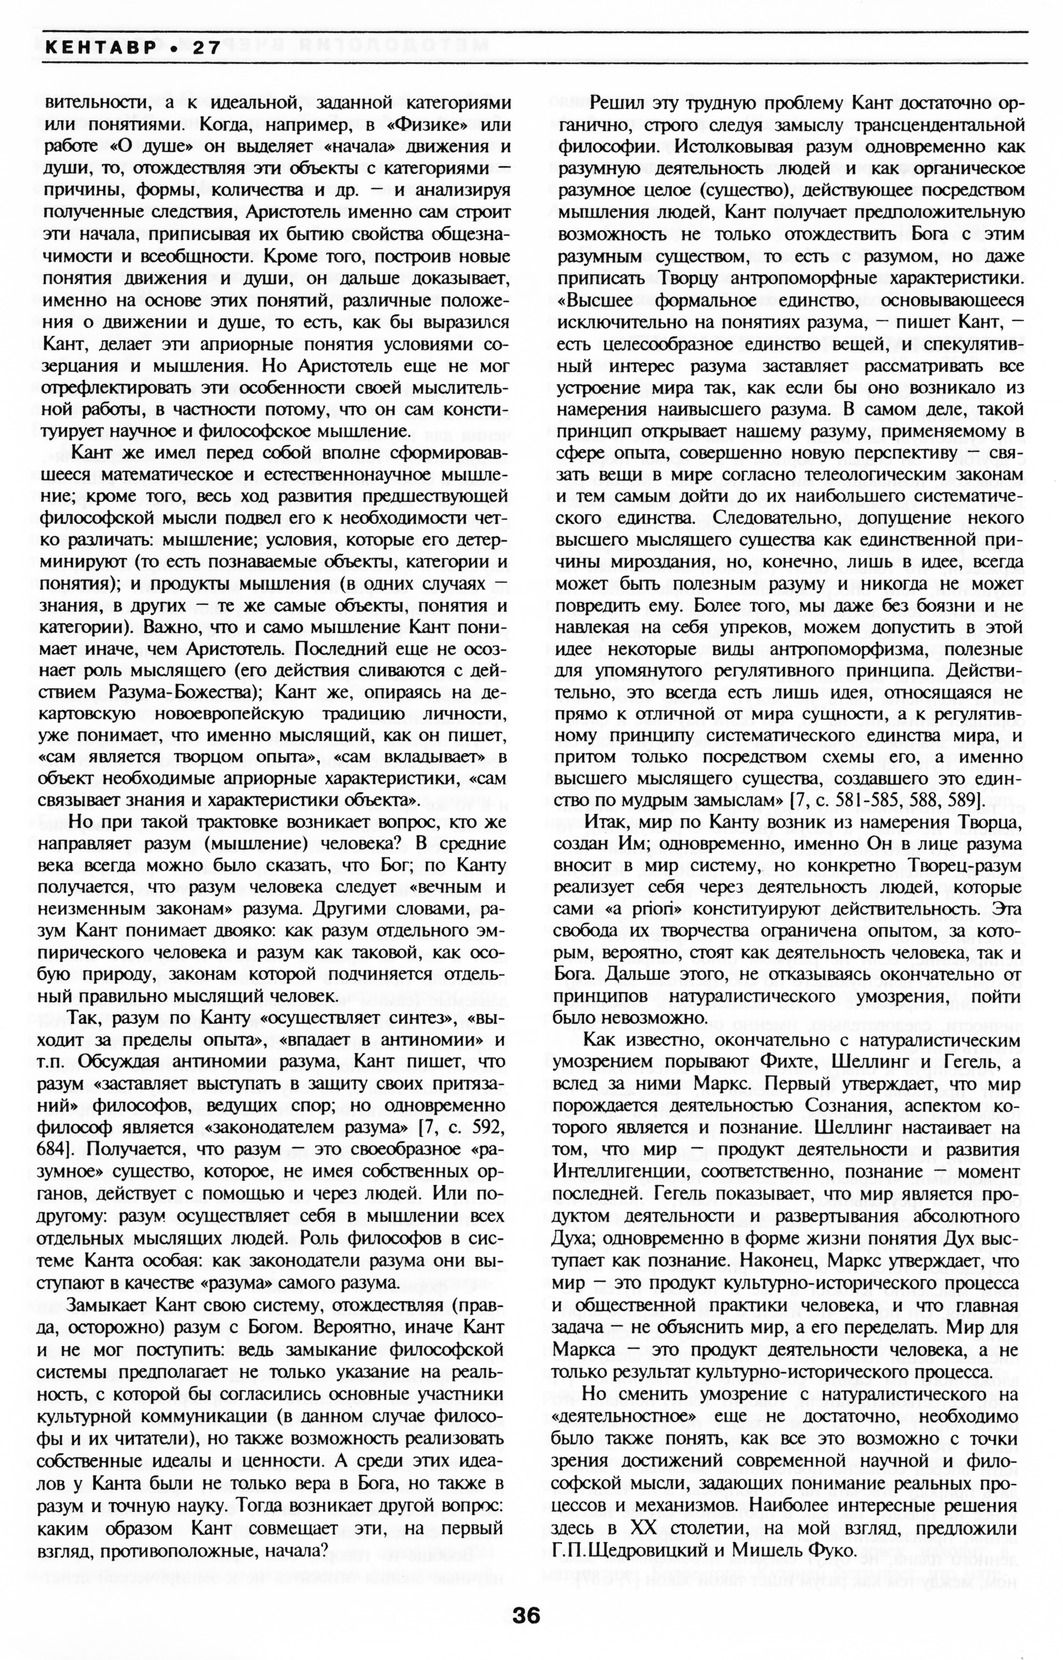 КЕНТАВР • 27
вительности, а к идеальной, заданной категориями
или понятиями. Когда, например, в «Физике» или
работе «О душе» он выделяет «начала» движения и
души, то, отождествляя эти объекты с категориями —
причины, формы, количества и др. — и анализируя
полученные следствия, Аристотель именно сам строит
эти начала, приписывая их бытию свойства общезна-
чимости и всеобщности. Кроме того, построив новые
понятия движения и души, он дальше доказывает,
именно на основе этих понятий, различные положе-
ния о движении и душе, то есть, как бы выразился
Кант, делает эти априорные понятия условиями со-
зерцания и мышления. Но Аристотель еще не мог
отрефлектировать эти особенности своей мыслитель-
ной работы, в частности потому, что он сам консти-
туирует научное и философское мышление.
Кант же имел перед собой вполне сформировав-
шееся математическое и естественнонаучное мышле-
ние; кроме того, весь ход развития предшествующей
философской мысли подвел его к необходимости чет-
ко различать: мышление; условия, которые его детер-
минируют (то есть познаваемые объекты, категории и
понятия); и продукты мышления (в одних случаях —
знания, в других — те же самые объекты, понятия и
категории). Важно, что и само мышление Кант пони-
мает иначе, чем Аристотель. Последний еще не осоз-
нает роль мыслящего (его действия сливаются с дей-
ствием Разума-Божества); Кант же, опираясь на де-
картовскую новоевропейскую традицию личности,
уже понимает, что именно мыслящий, как он пишет,
«сам является творцом опыта», «сам вкладывает» в
объект необходимые априорные характеристики, «сам
связывает знания и характеристики объекта».
Но при такой трактовке возникает вопрос, кто же
направляет разум (мышление) человека? В средние
века всегда можно было сказать, что Бог; по Канту
получается, что разум человека следует «вечным и
неизменным законам» разума. Другими словами, ра-
зум Кант понимает двояко: как разум отдельного эм-
пирического человека и разум как таковой, как осо-
бую природу, законам которой подчиняется отдель-
ный правильно мыслящий человек.
Так, разум по Канту «осуществляет синтез», «вы-
ходит за пределы опыта», «впадает в антиномии» и
т.п. Обсуждая антиномии разума, Кант пишет, что
разум «заставляет выступать в защиту своих притяза-
ний» философов, ведущих спор; но одновременно
философ является «законодателем разума» [7, с. 592,
684]. Получается, что разум — это своеобразное «ра-
зумное» существо, которое, не имея собственных ор-
ганов, действует с помощью и через людей. Или по-
другому: разум осуществляет себя в мышлении всех
отдельных мыслящих людей. Роль философов в сис-
теме Канта особая: как законодатели разума они вы-
ступают в качестве «разума» самого разума.
Замыкает Кант свою систему, отождествляя (прав-
да, осторожно) разум с Богом. Вероятно, иначе Кант
и не мог поступить: ведь замыкание философской
системы предполагает не только указание на реаль-
ность, с которой бы согласились основные участники
культурной коммуникации (в данном случае филосо-
фы и их читатели), но также возможность реализовать
собственные идеалы и ценности. А среди этих идеа-
лов у Канта были не только вера в Бога, но также в
разум и точную науку. Тогда возникает другой вопрос:
каким образом Кант совмещает эти, на первый
взгляд, противоположные, начала?
Решил эту трудную проблему Кант достаточно ор-
ганично, строго следуя замыслу трансцендентальной
философии. Истолковывая разум одновременно как
разумную деятельность людей и как органическое
разумное целое (существо), действующее посредством
мышления людей, Кант получает предположительную
возможность не только отождествить Бога с этим
разумным существом, то есть с разумом, но даже
приписать Творцу антропоморфные характеристики.
«Высшее формальное единство, основывающееся
исключительно на понятиях разума, — пишет Кант, —
есть целесообразное единство вещей, и спекулятив-
ный интерес разума заставляет рассматривать все
устроение мира так, как если бы оно возникало из
намерения наивысшего разума. В самом деле, такой
принцип открывает нашему разуму, применяемому в
сфере опыта, совершенно новую перспективу — свя-
зать вещи в мире согласно телеологическим законам
и тем самым дойти до их наибольшего систематиче-
ского единства. Следовательно, допущение некого
высшего мыслящего существа как единственной при-
чины мироздания, но, конечно, лишь в идее, всегда
может быть полезным разуму и никогда не может
повредить ему. Более того, мы даже без боязни и не
навлекая на себя упреков, можем допустить в этой
идее некоторые виды антропоморфизма, полезные
для упомянутого регулятивного принципа. Действи-
тельно, это всегда есть лишь идея, относящаяся не
прямо к отличной от мира сущности, а к регулятив-
ному принципу систематического единства мира, и
притом только посредством схемы его, а именно
высшего мыслящего существа, создавшего это един-
ство по мудрым замыслам» [7, с. 581-585, 588, 589].
Итак, мир по Канту возник из намерения Творца,
создан Им; одновременно, именно Он в лице разума
вносит в мир систему, но конкретно Творец-разум
реализует себя через деятельность людей, которые
сами «a priori» конституируют действительность. Эта
свобода их творчества ограничена опытом, за кото-
рым, вероятно, стоят как деятельность человека, так и
Бога. Дальше этого, не отказываясь окончательно от
принципов натуралистического умозрения, пойти
было невозможно.
Как известно, окончательно с натуралистическим
умозрением порывают Фихте, Шеллинг и Гегель, а
вслед за ними Маркс. Первый утверждает, что мир
порождается деятельностью Сознания, аспектом ко-
торого является и познание. Шеллинг настаивает на
том, что мир — продукт деятельности и развития
Интеллигенции, соответственно, познание — момент
последней. Гегель показывает, что мир является про-
дуктом деятельности и развертывания абсолютного
Духа; одновременно в форме жизни понятия Дух выс-
тупает как познание. Наконец, Маркс утверждает, что
мир — это продукт культурно-исторического процесса
и общественной практики человека, и что главная
задача — не объяснить мир, а его переделать. Мир для
Маркса — это продукт деятельности человека, а не
только результат культурно-исторического процесса.
Но сменить умозрение с натуралистического на
«деятельностное» еще не достаточно, необходимо
было также понять, как все это возможно с точки
зрения достижений современной научной и фило-
софской мысли, задающих понимание реальных про-
цессов и механизмов. Наиболее интересные решения
здесь в XX столетии, на мой взгляд, предложили
Г.П.Щедровицкий и Мишель Фуко.
36